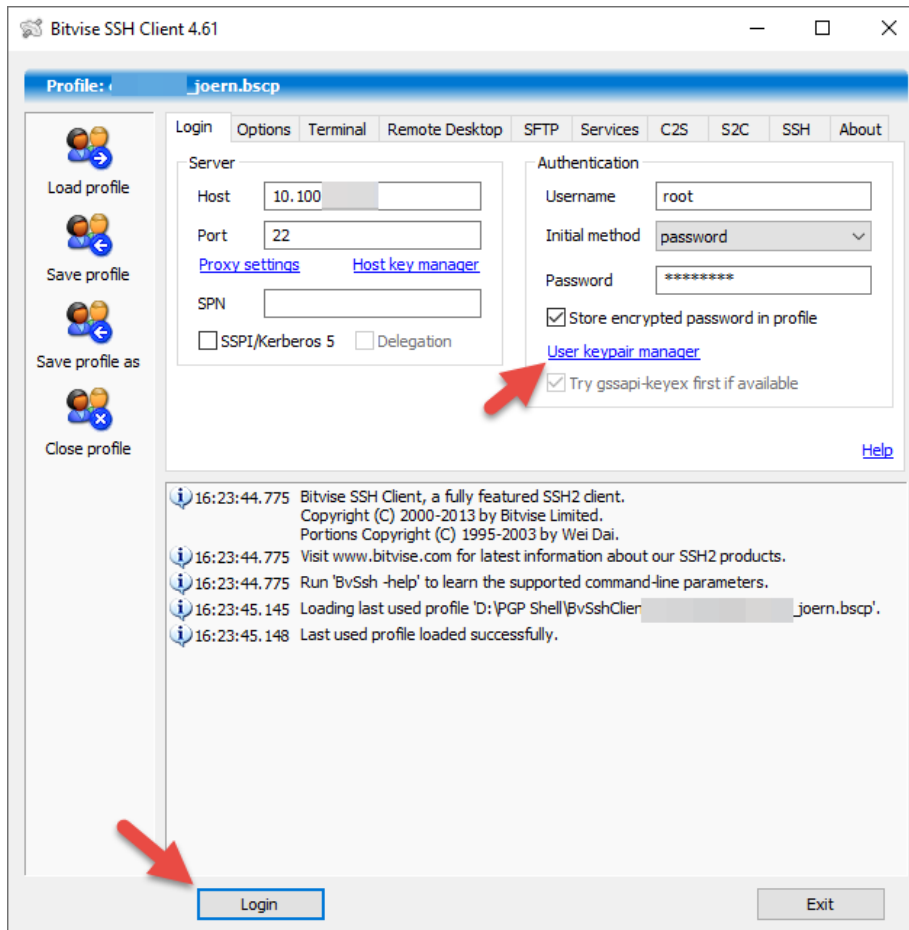 Bitvise SSH Client 4.61
Profile: _joern.bscp
Load profile
Save profile
Save profile as
Close profile
Login Options Terminal Remote Desktop SFTP Services C2S S2C SSH About
Server
Host 10.100
Port 22
Proxy settings Host key manager
SPN
SSPI/Kerberos 5 Delegation
Authentication
Username root
Initial method password
Password ********
Store encrypted password in profile
User keypair manager
Try gssapi-keyex first if available
Help
16:23:44.775 Bitvise SSH Client, a fully featured SSH2 client.
Copyright (C) 2000-2013 by Bitvise Limited.
Portions Copyright (C) 1995-2003 by Wei Dai.
16:23:44.775 Visit www.bitvise.com for latest information about our SSH2 products.
16:23:44.775 Run 'BvSsh -help' to learn the supported command-line parameters.
16:23:45.145 Loading last used profile 'D:\PGP Shell\BvSshClien _joern.bscp'.
16:23:45.148 Last used profile loaded successfully.
Login Exit